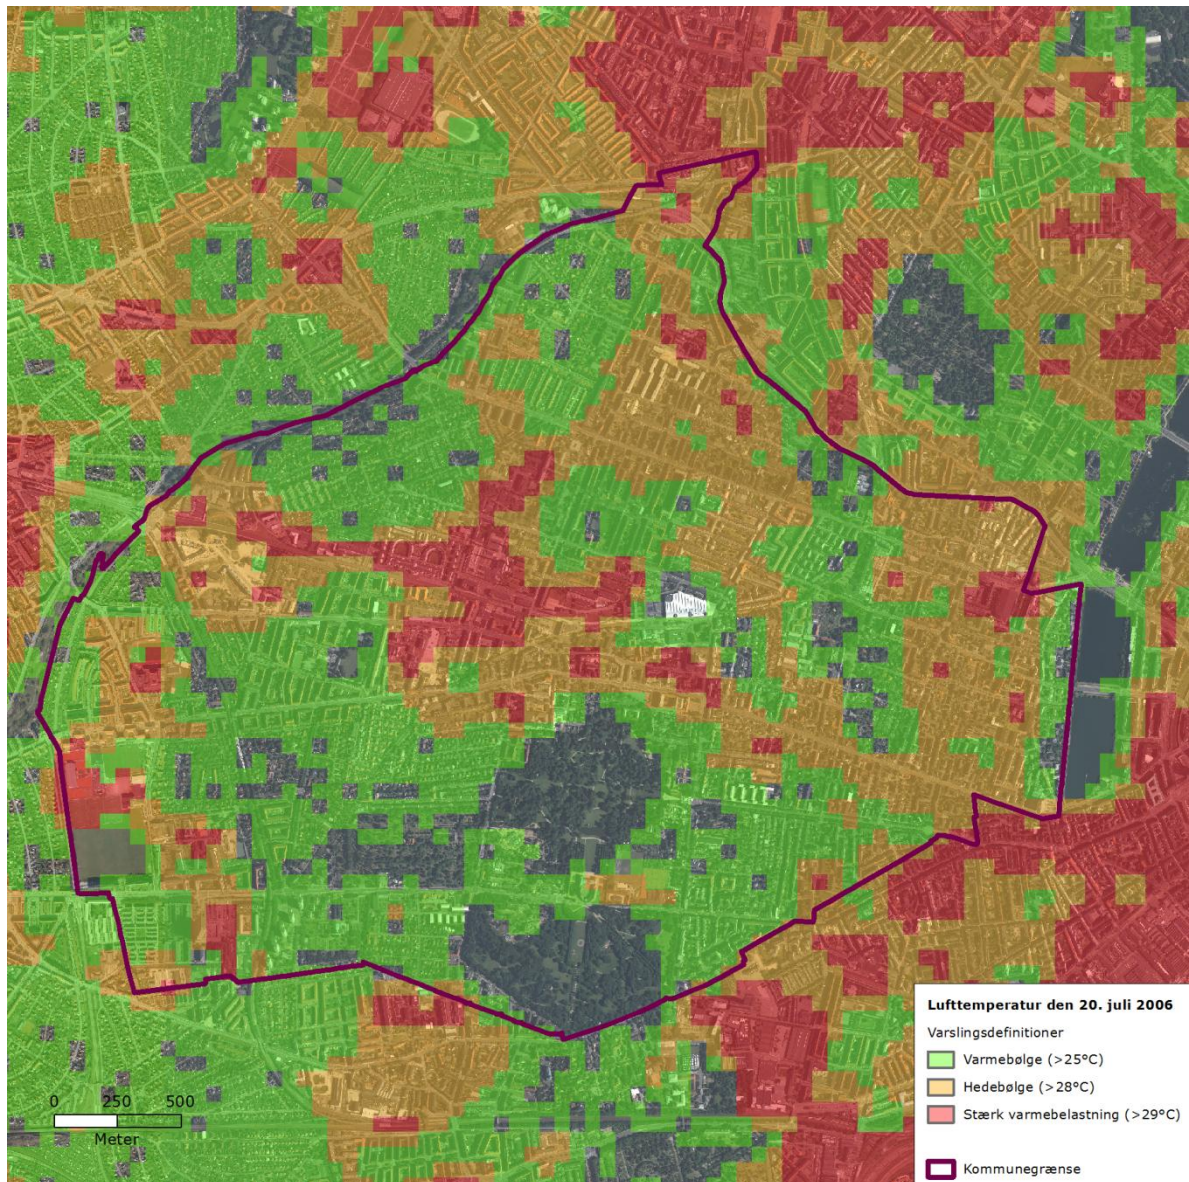 Lufttemperatur den 20. juli 2006
Varslingsdefinitioner
Varmebølge (>25°C)
Hedebølge (>28°C)
Stærk varmebelastning (>29°C)
Kommunegrænse
0 250 500
Meter